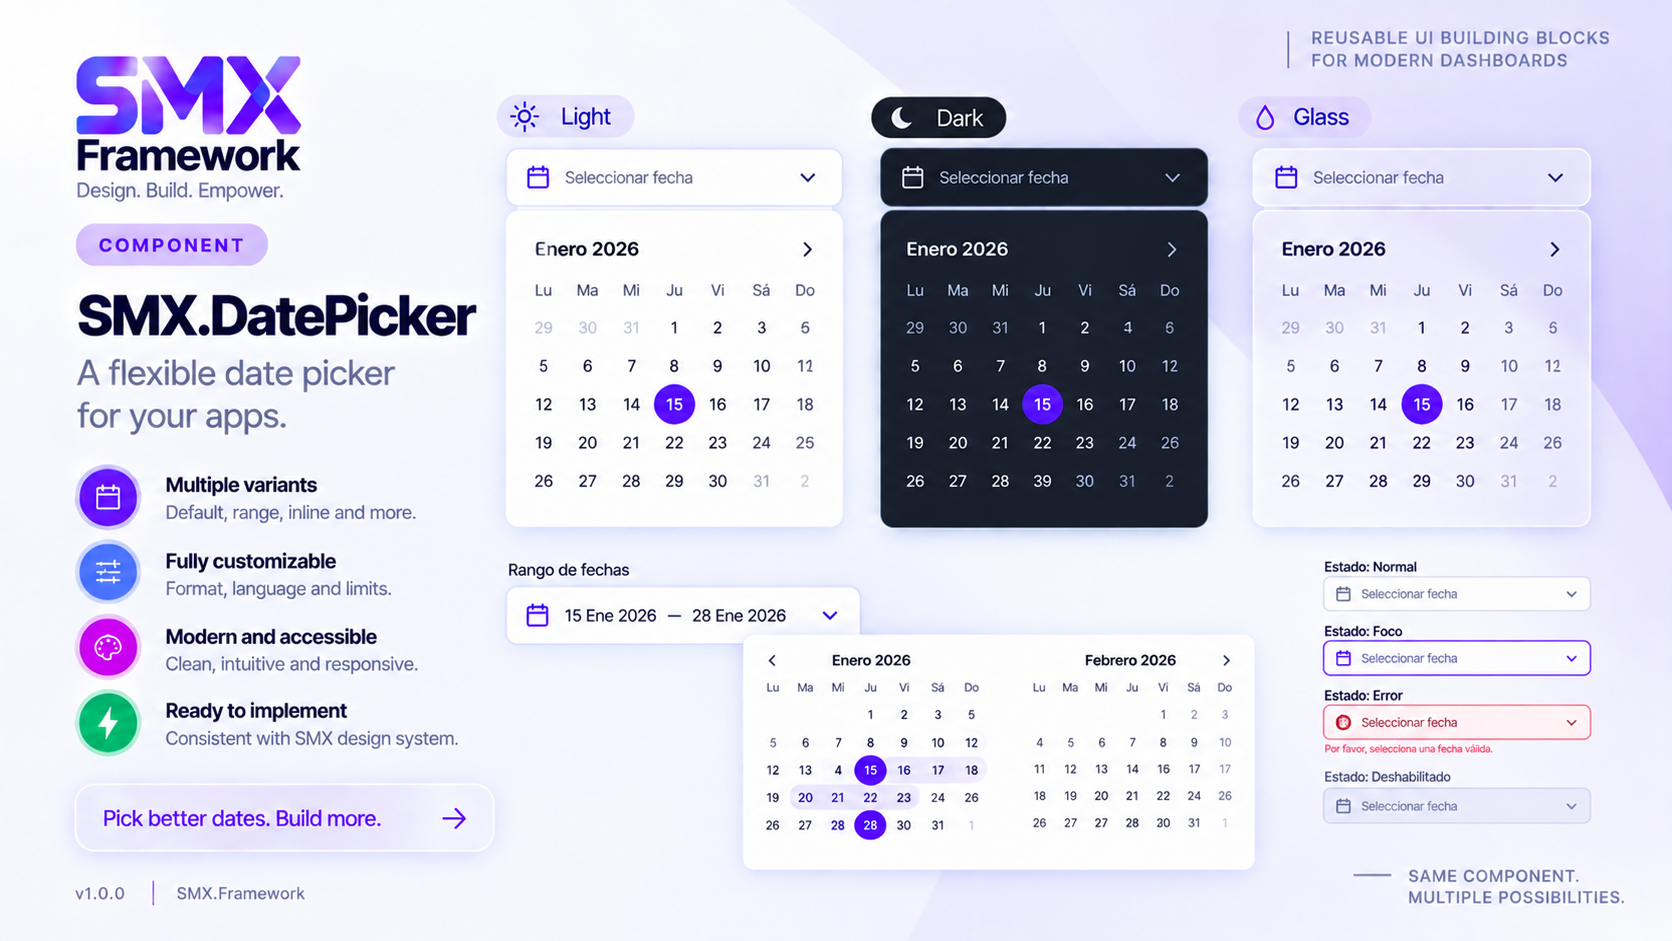 SMX
Framework
Design. Build. Empower.
COMPONENT
SMX.DatePicker
A flexible date picker
for your apps.
Multiple variants
Default, range, inline and more.
Fully customizable
Format, language and limits.
Modern and accessible
Clean, intuitive and responsive.
Ready to implement
Consistent with SMX design system.
Pick better dates. Build more.
v1.0.0
SMX.Framework
REUSABLE UI BUILDING BLOCKS
FOR MODERN DASHBOARDS
Light
Seleccionar fecha
Enero 2026
Lu Ma Mi Ju Vi Sá Do
29 30 31 1 2 3 5
5 6 7 8 9 10 12
12 13 14 15 16 17 18
19 20 21 22 23 24 25
26 27 28 29 30 31 2
Dark
Seleccionar fecha
Enero 2026
Lu Ma Mi Ju Vi Sá Do
29 30 31 1 2 4 6
5 6 7 8 9 10 12
12 13 14 15 16 17 18
19 20 21 22 23 24 26
26 27 28 39 30 31 2
Glass
Seleccionar fecha
Enero 2026
Lu Ma Mi Ju Vi Sá Do
29 30 31 1 2 3 5
5 6 7 8 9 10 12
12 13 14 15 16 17 18
19 20 21 22 23 24 26
26 27 28 29 30 31 2
Rango de fechas
15 Ene 2026 — 28 Ene 2026
Enero 2026
Lu Ma Mi Ju Vi Sá Do
1 2 3 5
5 6 7 8 9 10 12
12 13 4 15 16 17 18
19 20 21 22 23 24 26
26 27 28 28 30 31 1
Febrero 2026
Lu Ma Mi Ju Vi Sá Do
1 2 3
4 5 6 7 8 9 10
11 12 13 14 15 16 17
18 19 20 21 22 24 26
26 27 27 28 30 31 1
Estado: Normal
Seleccionar fecha
Estado: Foco
Seleccionar fecha
Estado: Error
Seleccionar fecha
Por favor, selecciona una fecha válida.
Estado: Deshabilitado
Seleccionar fecha
SAME COMPONENT.
MULTIPLE POSSIBILITIES.